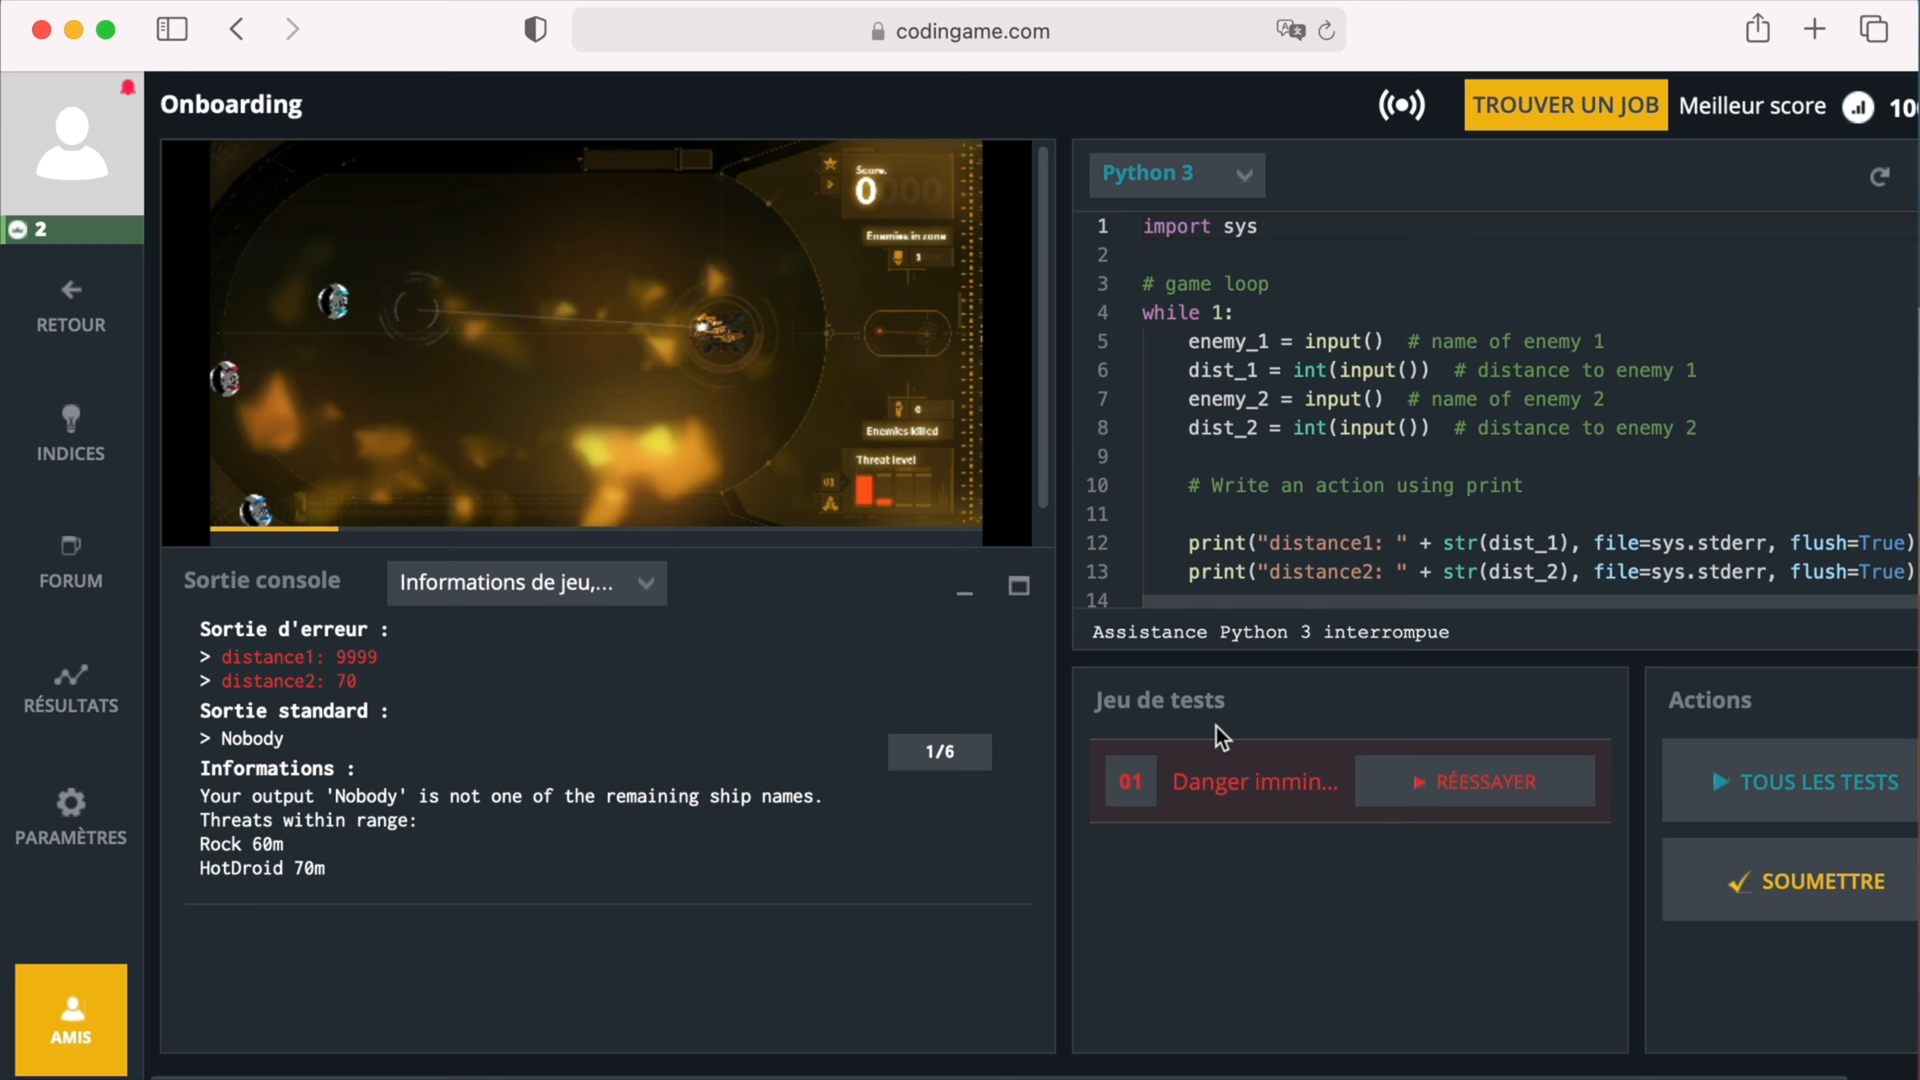 codingame.com
Onboarding
TROUVER UN JOB
Meilleur score
10
2
RETOUR
INDICES
FORUM
RÉSULTATS
PARAMÈTRES
AMIS
Score
0000
Enemies in zone
1
0
Enemies killed
Threat level
01
Python 3
1 import sys
2
3 # game loop
4 while 1:
5 enemy_1 = input() # name of enemy 1
6 dist_1 = int(input()) # distance to enemy 1
7 enemy_2 = input() # name of enemy 2
8 dist_2 = int(input()) # distance to enemy 2
9
10 # Write an action using print
11
12 print("distance1: " + str(dist_1), file=sys.stderr, flush=True)
13 print("distance2: " + str(dist_2), file=sys.stderr, flush=True)
14
Assistance Python 3 interrompue
Sortie console
Informations de jeu,...
Sortie d'erreur :
> distance1: 9999
> distance2: 70
Sortie standard :
> Nobody
1/6
Informations :
Your output 'Nobody' is not one of the remaining ship names.
Threats within range:
Rock 60m
HotDroid 70m
Jeu de tests
01 Danger immin... RÉESSAYER
Actions
TOUS LES TESTS
SOUMETTRE